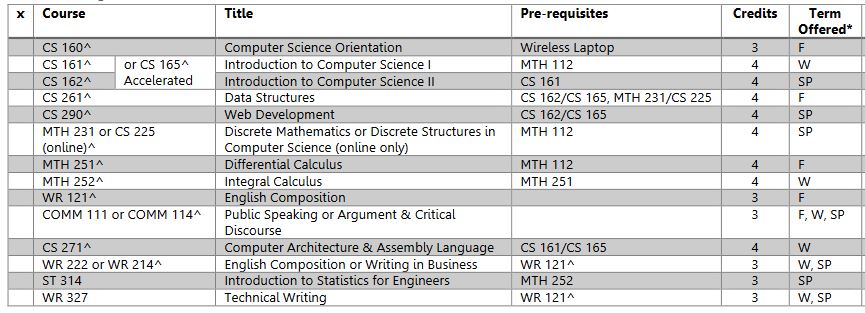 x Course Title Pre-requisites Credits Term Offered*
CS 160^ Computer Science Orientation Wireless Laptop 3 F
CS 161^ or CS 165^ Introduction to Computer Science I MTH 112 4 W
CS 162^ Accelerated Introduction to Computer Science II CS 161 4 SP
CS 261^ Data Structures CS 162/CS 165, MTH 231/CS 225 4 F
CS 290^ Web Development CS 162/CS 165 4 SP
MTH 231 or CS 225 Discrete Mathematics or Discrete Structures in MTH 112 4 SP
(online)^ Computer Science (online only)
MTH 251^ Differential Calculus MTH 112 4 F
MTH 252^ Integral Calculus MTH 251 4 W
WR 121^ English Composition 3 F
COMM 111 or COMM 114^ Public Speaking or Argument & Critical 3 F, W, SP
Discourse
CS 271^ Computer Architecture & Assembly Language CS 161/CS 165 4 W
WR 222 or WR 214^ English Composition or Writing in Business WR 121^ 3 W, SP
ST 314 Introduction to Statistics for Engineers MTH 252 3 SP
WR 327 Technical Writing WR 121^ 3 W, SP